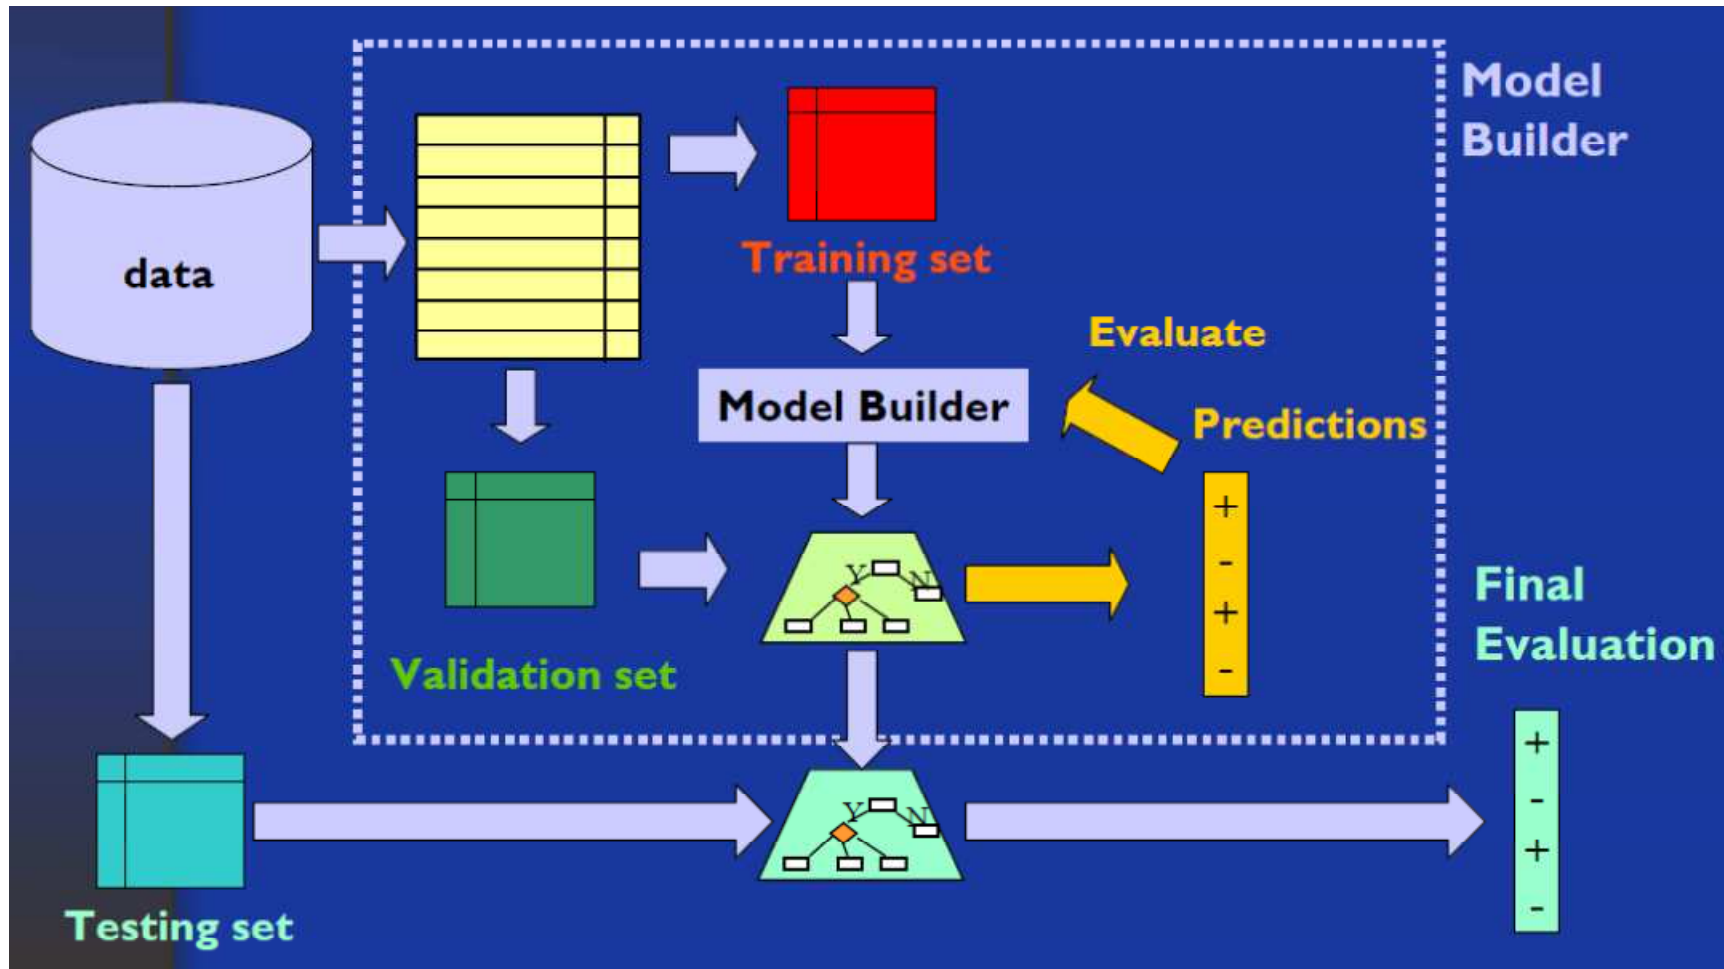 Model
Builder
data
Training set
Evaluate
Model Builder
Predictions
+
-
+
-
Y
N
Validation set
Final
Evaluation
+
-
+
-
Y
N
Testing set